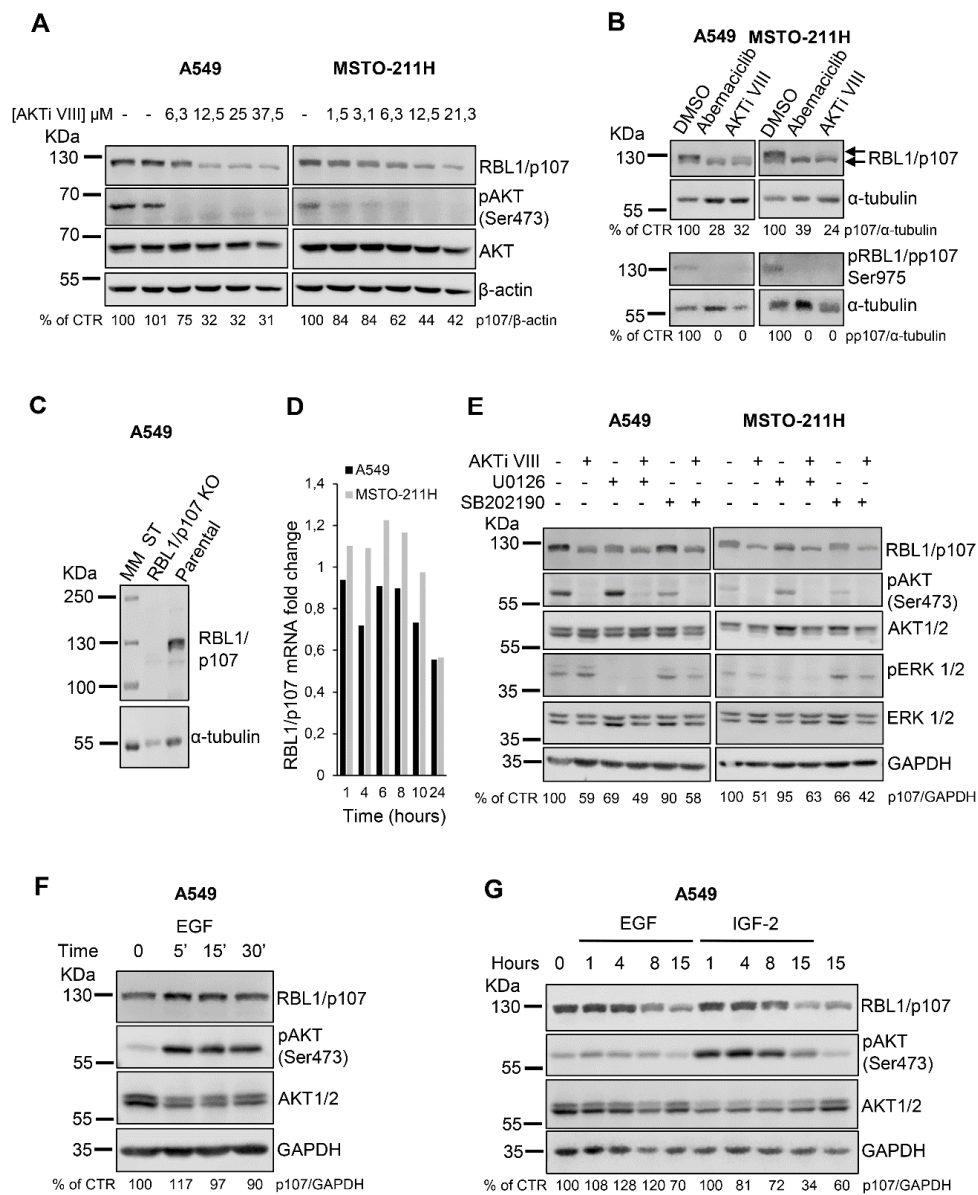 A
A549 MSTO-211H
[AKTi VIII] µM - - 6,3 12,5 25 37,5 - 1,5 3,1 6,3 12,5 21,3
KDa
130 RBL1/p107
70 pAKT
(Ser473)
70 AKT
55 β-actin
% of CTR 100 101 75 32 32 31 100 84 84 62 44 42 p107/β-actin
B
A549 MSTO-211H
DMSO Abemaciclib AKTi VIII DMSO Abemaciclib AKTi VIII
KDa
130 RBL1/p107
55 α-tubulin
% of CTR 100 28 32 100 39 24 p107/α-tubulin
130 pRBL1/pp107
Ser975
55 α-tubulin
% of CTR 100 0 0 100 0 0 pp107/α-tubulin
C
A549
MM ST RBL1/p107 KO Parental
KDa
250
130 RBL1/
p107
100
55 α-tubulin
D
RBL1/p107 mRNA fold change
1,4 A549
MSTO-211H
1,2
1
0,8
0,6
0,4
0,2
0
1 4 6 8 10 24
Time (hours)
E
A549 MSTO-211H
AKTi VIII - + - + - + - + - + - +
U0126 - - + + - - - - + + - -
SB202190 - - - - + + - - - - + +
KDa
130 RBL1/p107
pAKT
55 (Ser473)
AKT1/2
55
pERK 1/2
35
ERK 1/2
35
35 GAPDH
% of CTR 100 59 69 49 90 58 100 51 95 63 66 42 p107/GAPDH
F
A549
EGF
Time 0 5’ 15’ 30’
KDa
130 RBL1/p107
pAKT
55 (Ser473)
AKT1/2
55
35 GAPDH
% of CTR 100 117 97 90 p107/GAPDH
G
A549
EGF IGF-2
Hours 0 1 4 8 15 1 4 8 15 15
KDa
130 RBL1/p107
pAKT
55 (Ser473)
AKT1/2
55
35 GAPDH
% of CTR 100 108 128 120 70 100 81 72 34 60 p107/GAPDH